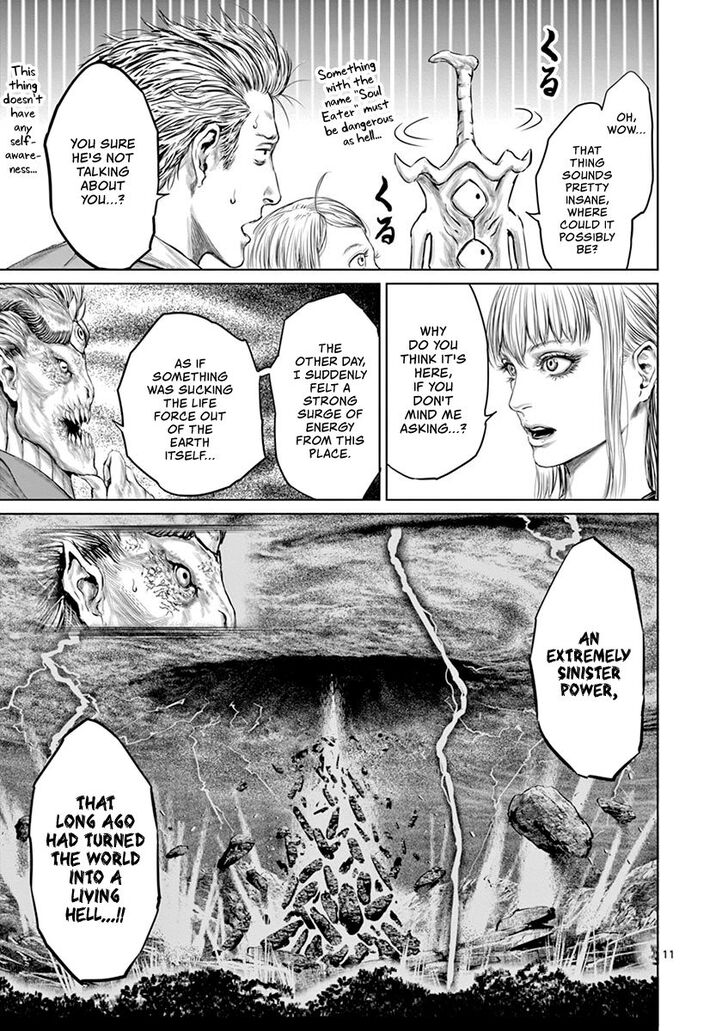 OH,
WOW...
THAT
THING
SOUNDS
PRETTY
INSANE,
WHERE
COULD IT
POSSIBLY
BE?
くる
Something
with the
name "Soul
Eater" must
be dangerous
as hell...
くる
YOU SURE
HE'S NOT
TALKING
ABOUT
YOU...?
This
thing
doesn't
have
any
self-
aware-
ness...
WHY
DO YOU
THINK IT'S
HERE,
IF YOU
DON'T
MIND ME
ASKING...?
THE
OTHER DAY,
I SUDDENLY
FELT A
STRONG
SURGE OF
ENERGY
FROM THIS
PLACE.
AS IF
SOMETHING
WAS SUCKING
THE LIFE
FORCE OUT
OF THE
EARTH
ITSELF...
AN
EXTREMELY
SINISTER
POWER,
THAT
LONG AGO
HAD TURNED
THE WORLD
INTO A
LIVING
HELL...!!
11